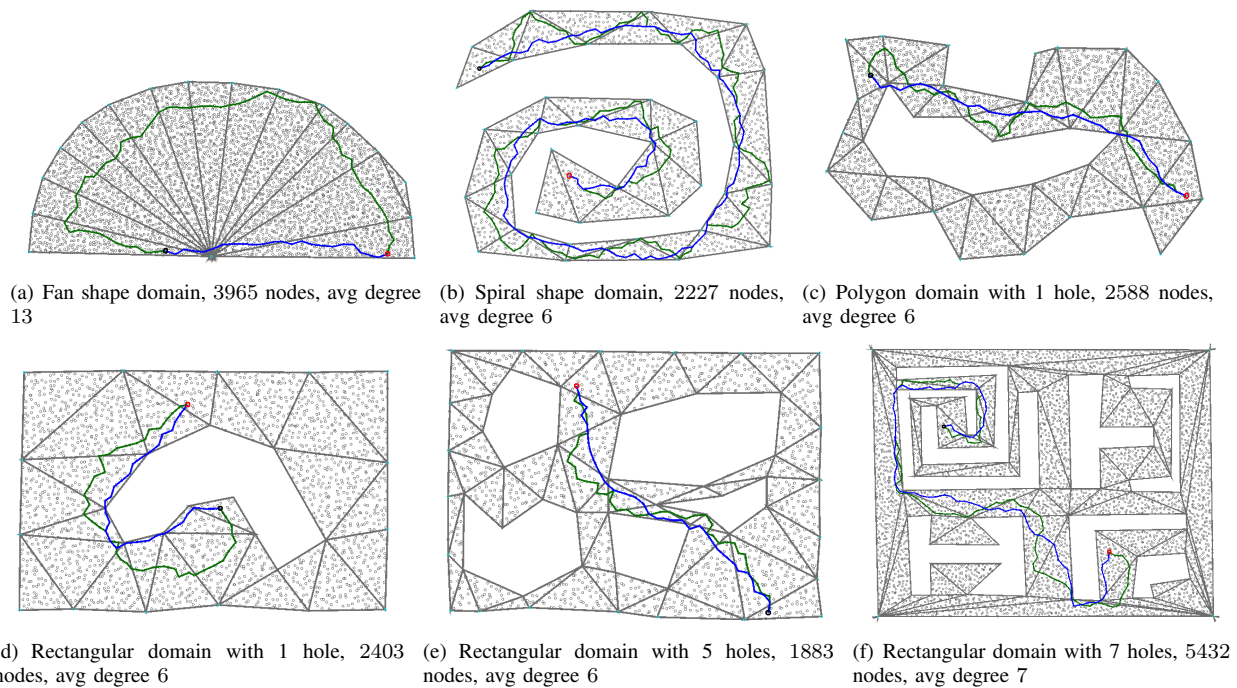 (a) Fan shape domain, 3965 nodes, avg degree
13
(b) Spiral shape domain, 2227 nodes,
avg degree 6
(c) Polygon domain with 1 hole, 2588 nodes,
avg degree 6
d) Rectangular domain with 1 hole, 2403
nodes, avg degree 6
(e) Rectangular domain with 5 holes, 1883
nodes, avg degree 6
(f) Rectangular domain with 7 holes, 5432
nodes, avg degree 7